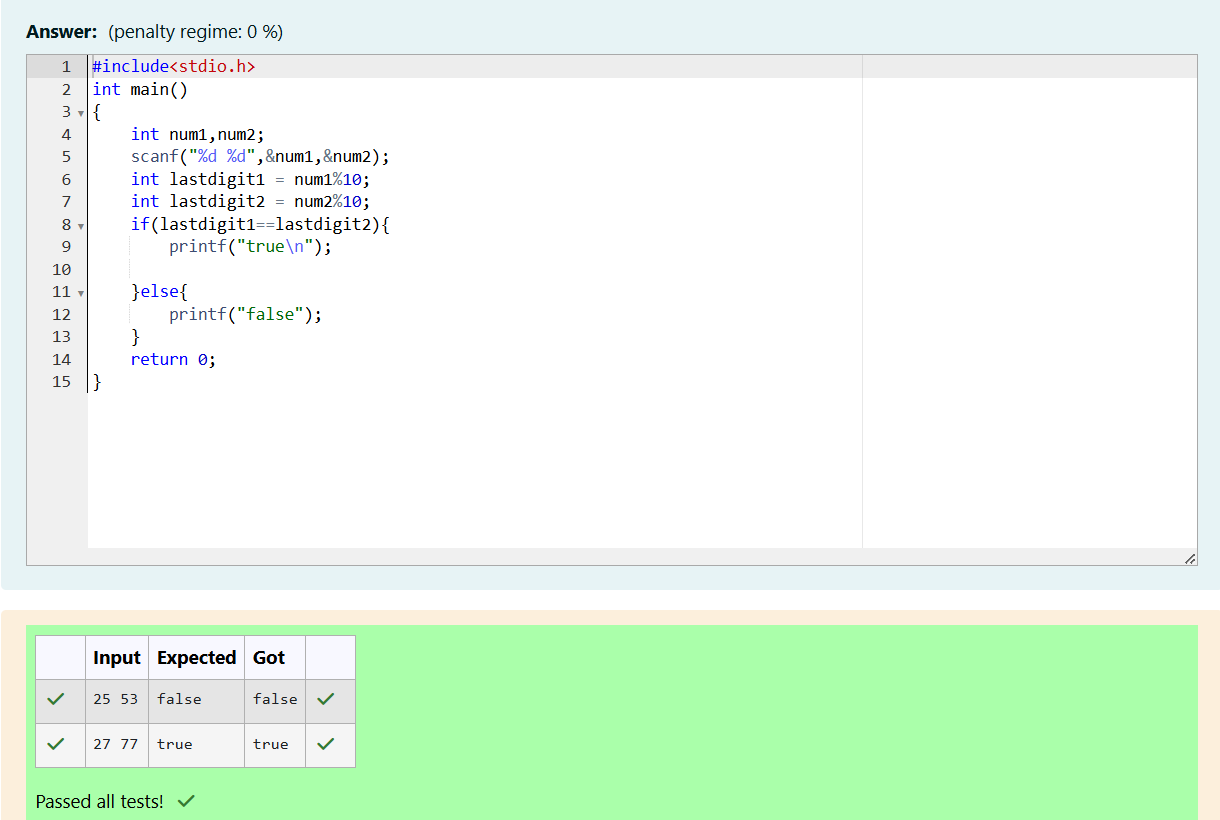 Answer: (penalty regime: 0 %)
1 #include<stdio.h>
2 int main()
3 {
4     int num1,num2;
5     scanf("%d %d",&num1,&num2);
6     int lastdigit1 = num1%10;
7     int lastdigit2 = num2%10;
8     if(lastdigit1==lastdigit2){
9         printf("true\n");
10
11     }else{
12         printf("false");
13     }
14     return 0;
15 }
Input Expected Got
25 53 false false
27 77 true true
Passed all tests!